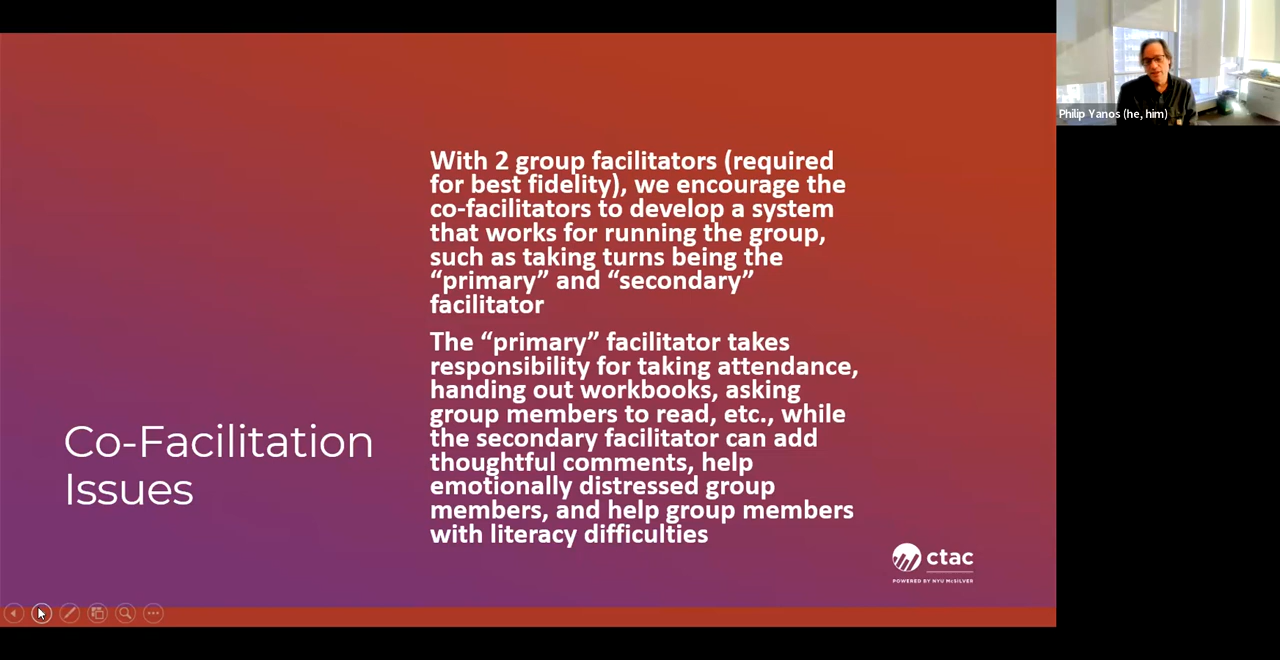 Philip Yanos (he, him)
With 2 group facilitators (required
for best fidelity), we encourage the
co-facilitators to develop a system
that works for running the group,
such as taking turns being the
“primary” and “secondary”
facilitator
The “primary” facilitator takes
responsibility for taking attendance,
handing out workbooks, asking
group members to read, etc., while
the secondary facilitator can add
thoughtful comments, help
emotionally distressed group
members, and help group members
with literacy difficulties
Co-Facilitation
Issues
ctac
POWERED BY NYU McSILVER